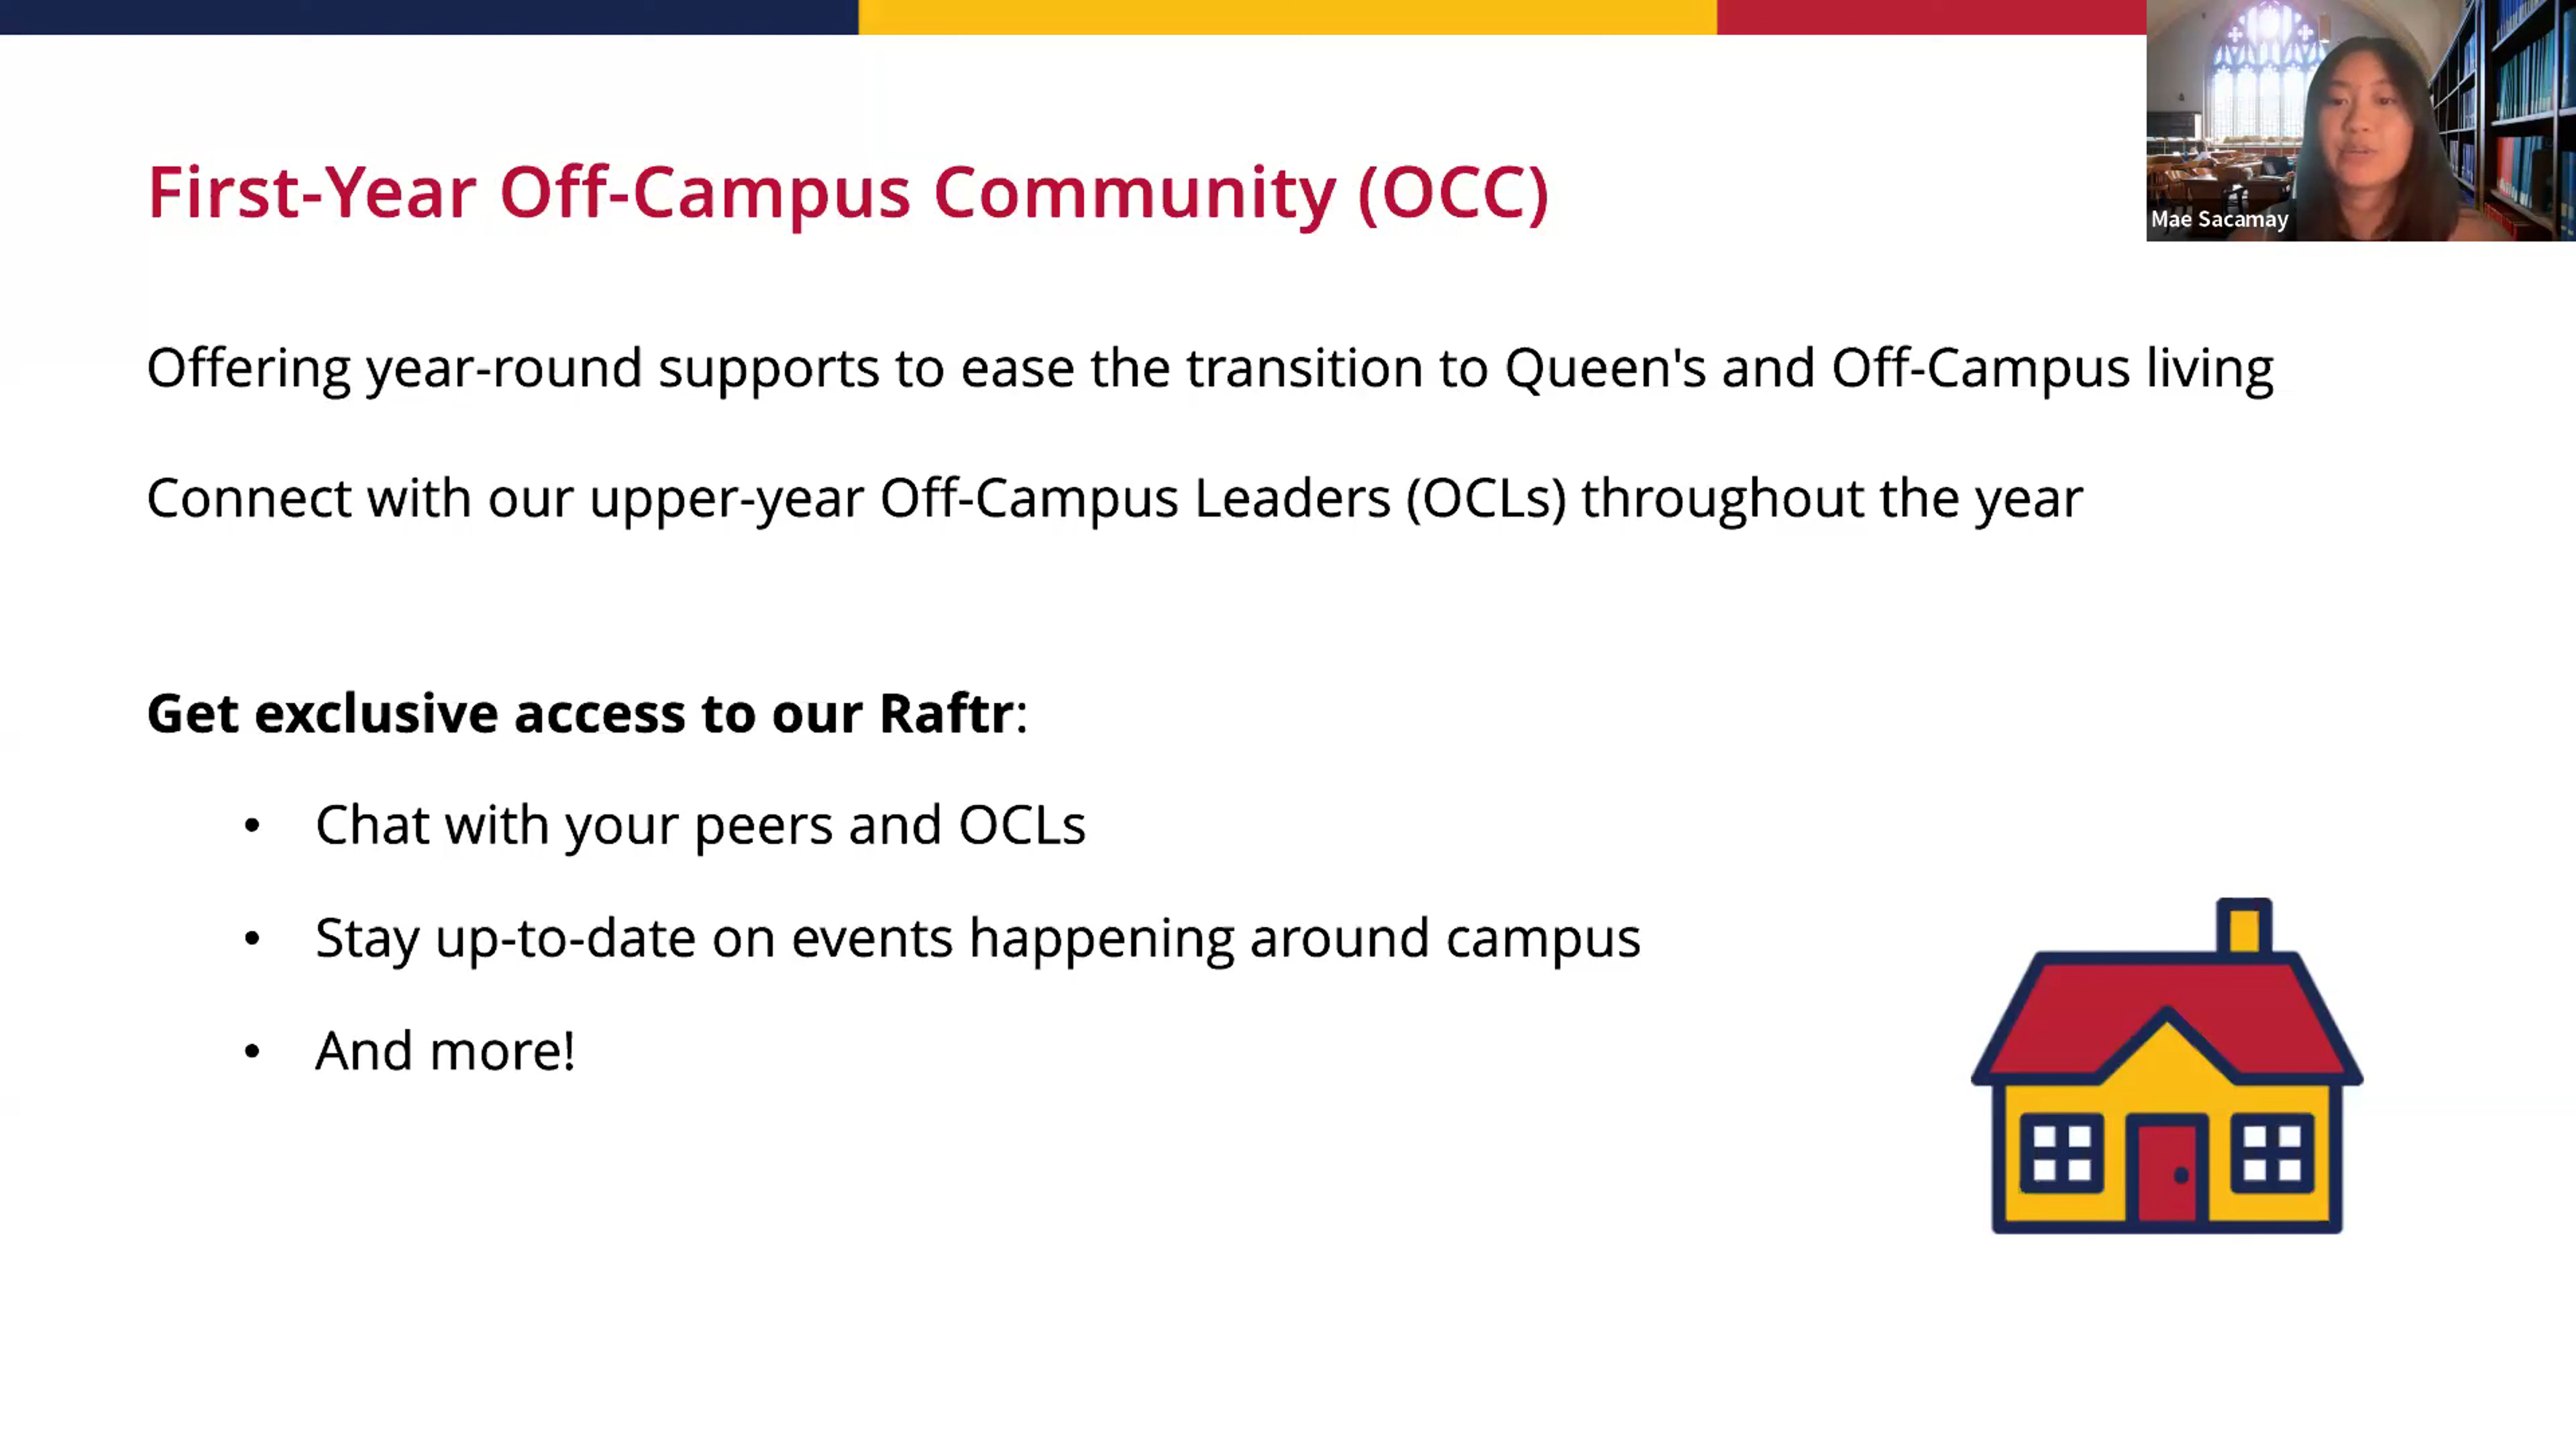 First-Year Off-Campus Community (OCC)
Mae Sacamay
Offering year-round supports to ease the transition to Queen's and Off-Campus living
Connect with our upper-year Off-Campus Leaders (OCLs) throughout the year
Get exclusive access to our Raftr:
• Chat with your peers and OCLs
• Stay up-to-date on events happening around campus
• And more!